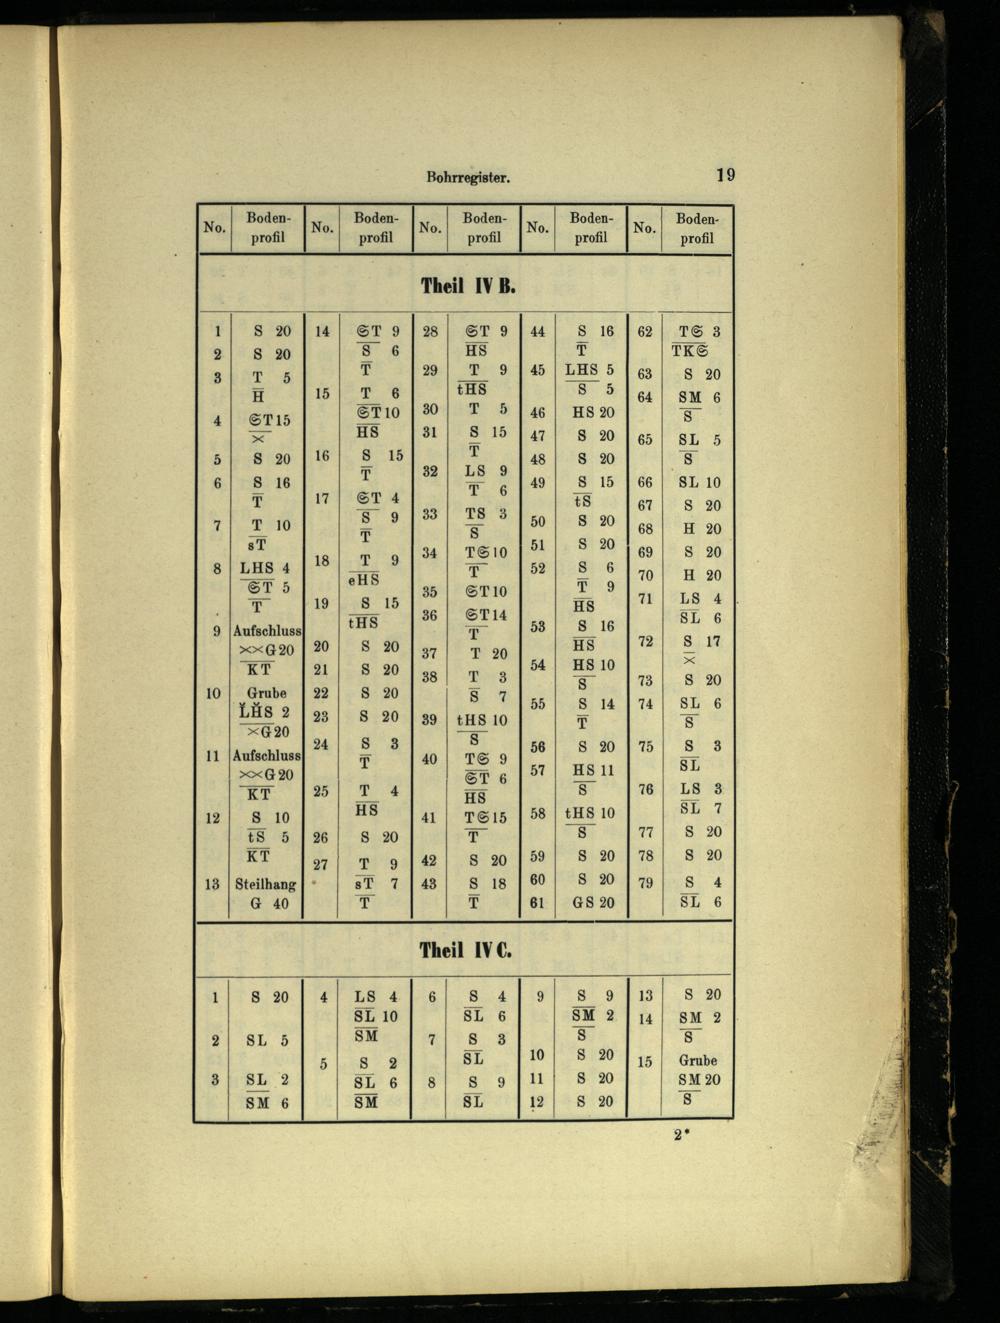 Bohrregister. 19
No. Boden-profil No. Boden-profil No. Boden-profil No. Boden-profil No. Boden-profil
Theil IV B.
1 S 20
2 S 20
3 T 5
H
4 𝔖T 15
×
5 S 20
6 S 16
T
7 T 10
sT
8 LHS 4
𝔖T 5
T
9 Aufschluss
××G 20
KT
10 Grube
L̆H̆S 2
×G 20
11 Aufschluss
××G 20
KT
12 S 10
tS 5
KT
13 Steilhang
G 40
14 𝔖T 9
S 6
T
15 T 6
𝔖T 10
HS
16 S 15
T
17 𝔖T 4
S 9
T
18 T 9
eHS
19 S 15
tHS
20 S 20
21 S 20
22 S 20
23 S 20
24 S 3
T
25 T 4
HS
26 S 20
27 T 9
sT 7
T
28 𝔖T 9
HS
29 T 9
tHS
30 T 5
31 S 15
T
32 LS 9
T 6
33 TS 3
S
34 T𝔖 10
T
35 𝔖T 10
36 𝔖T 14
T
37 T 20
38 T 3
S 7
39 tHS 10
S
40 T𝔖 9
𝔖T 6
HS
41 T𝔖 15
T
42 S 20
43 S 18
T
44 S 16
T
45 LHS 5
S 5
46 HS 20
47 S 20
48 S 20
49 S 15
tS
50 S 20
51 S 20
52 S 6
T 9
HS
53 S 16
HS
54 HS 10
S
55 S 14
T
56 S 20
57 HS 11
S
58 tHS 10
S
59 S 20
60 S 20
61 GS 20
62 T𝔖 3
TK𝔖
63 S 20
64 SM 6
S
65 SL 5
S
66 SL 10
67 S 20
68 H 20
69 S 20
70 H 20
71 LS 4
SL 6
72 S 17
×
73 S 20
74 SL 6
S
75 S 3
SL
76 LS 3
SL 7
77 S 20
78 S 20
79 S 4
SL 6
Theil IV C.
1 S 20
2 SL 5
3 SL 2
SM 6
4 LS 4
SL 10
SM
5 S 2
SL 6
SM
6 S 4
SL 6
7 S 3
SL
8 S 9
SL
9 S 9
SM 2
S
10 S 20
11 S 20
12 S 20
13 S 20
14 SM 2
S
15 Grube
SM 20
S
2*